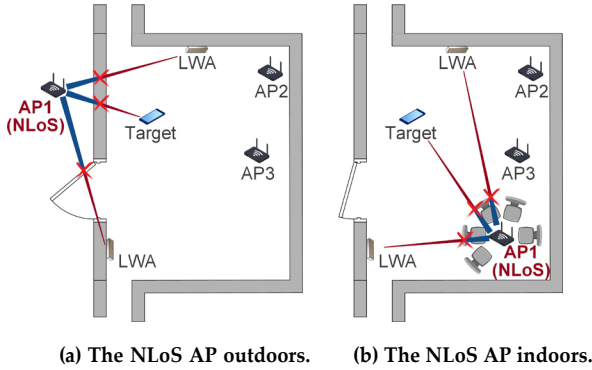 LWA
AP2
AP1
(NLoS)
Target
AP3
LWA
(a) The NLoS AP outdoors.
LWA
AP2
Target
AP3
AP1
(NLoS)
LWA
(b) The NLoS AP indoors.